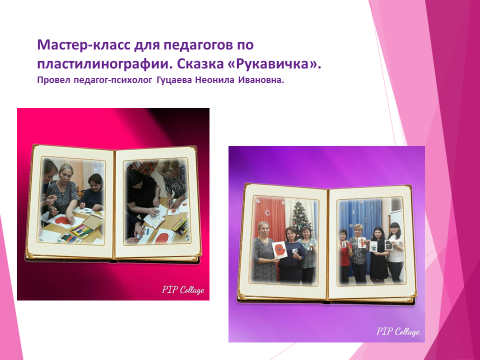 Мастер-класс для педагогов по
пластилинографии. Сказка «Рукавичка».
Провел педагог-психолог Гуцаева Неонила Ивановна.
PIP Collage
PIP Collage